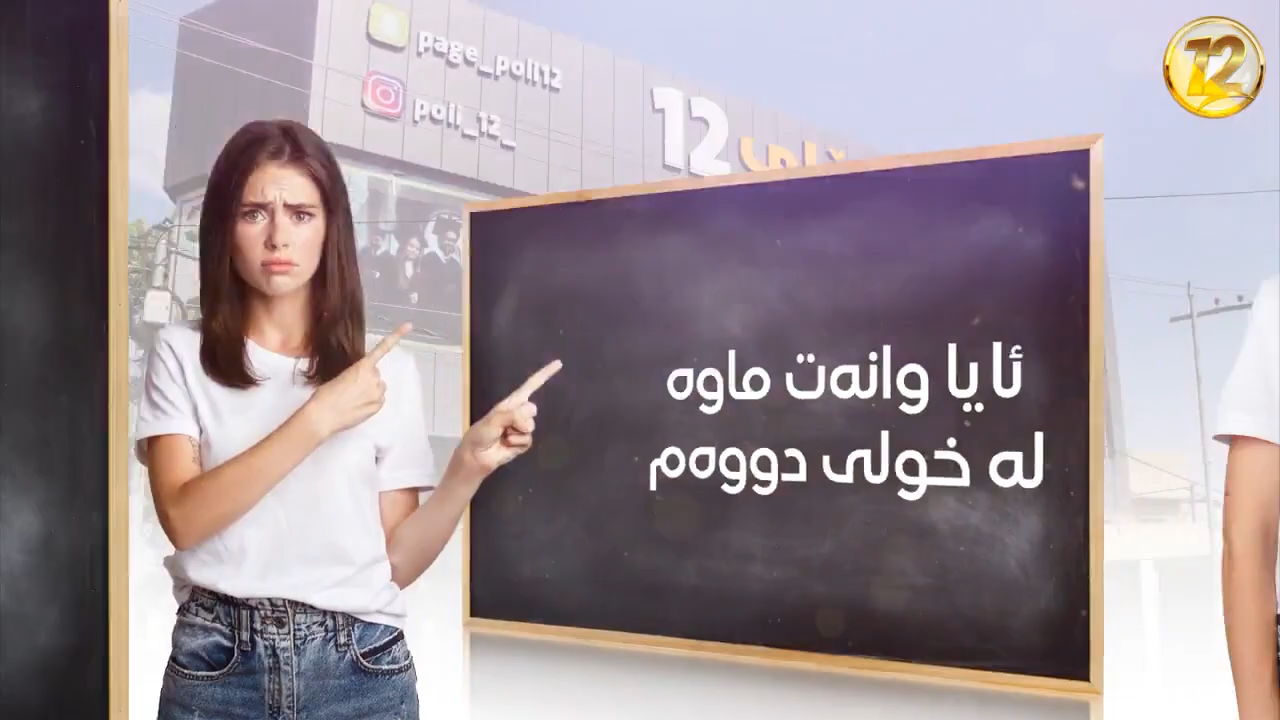 page_poli12
poli_12_
12
12
ئایا وانەت ماوە
لە خولی دووەم